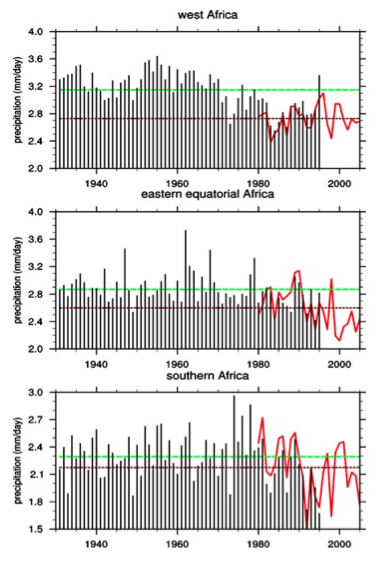 west Africa
precipitation (mm/day)
4.0
3.6
3.2
2.8
2.4
2.0
1940 1960 1980 2000
eastern equatorial Africa
precipitation (mm/day)
4.0
3.6
3.2
2.8
2.4
2.0
1940 1960 1980 2000
southern Africa
precipitation (mm/day)
3.0
2.7
2.4
2.1
1.8
1.5
1940 1960 1980 2000